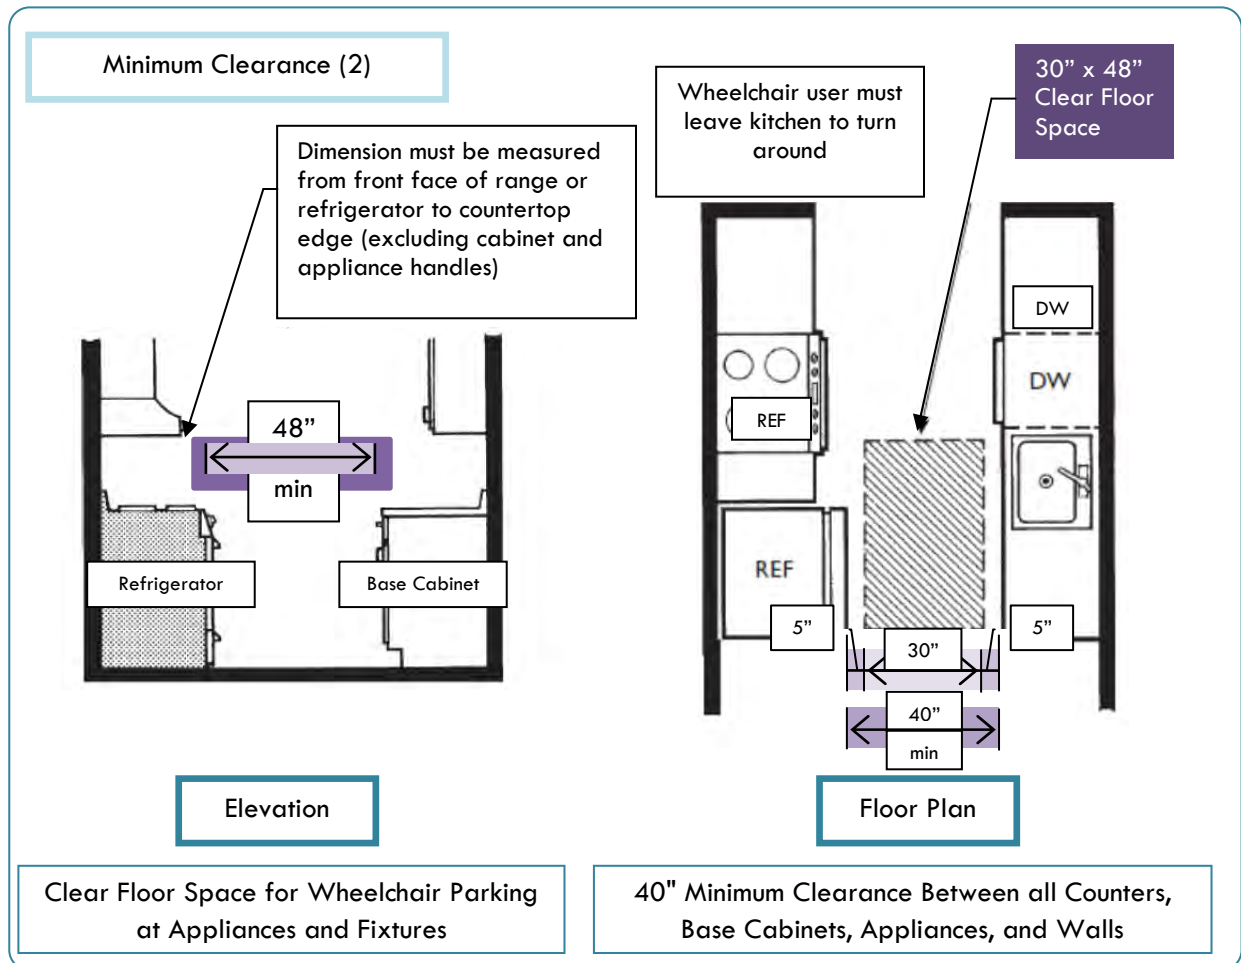 Minimum Clearance (2)
Dimension must be measured
from front face of range or
refrigerator to countertop
edge (excluding cabinet and
appliance handles)
48”
min
Refrigerator
Base Cabinet
Elevation
Clear Floor Space for Wheelchair Parking
at Appliances and Fixtures
Wheelchair user must
leave kitchen to turn
around
30” x 48”
Clear Floor
Space
DW
DW
REF
REF
5”
5”
30”
40”
min
Floor Plan
40" Minimum Clearance Between all Counters,
Base Cabinets, Appliances, and Walls